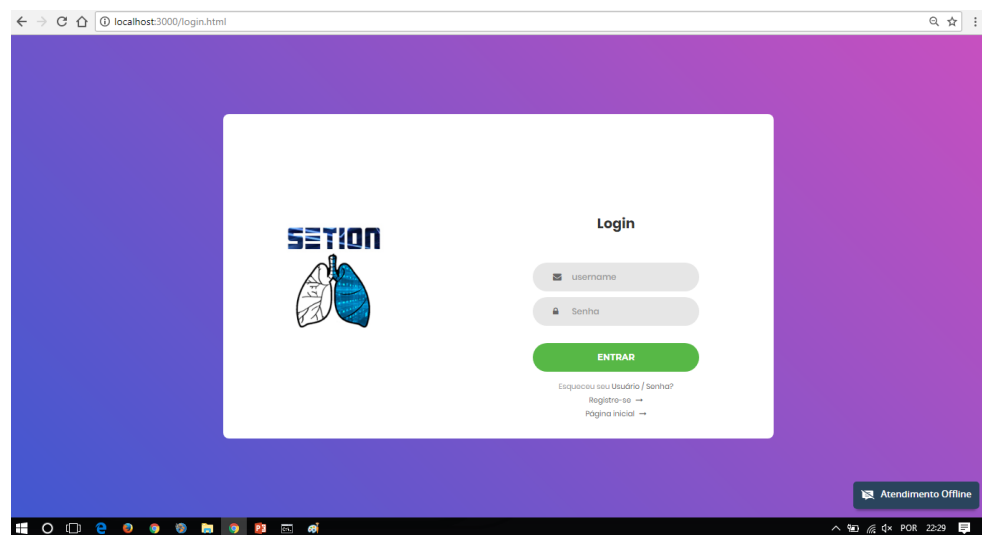 localhost:3000/login.html
SETION
Login
username
Senha
ENTRAR
Esqueceu seu Usuário / Senha?
Registre-se →
Página inicial →
Atendimento Offline
POR 22:29